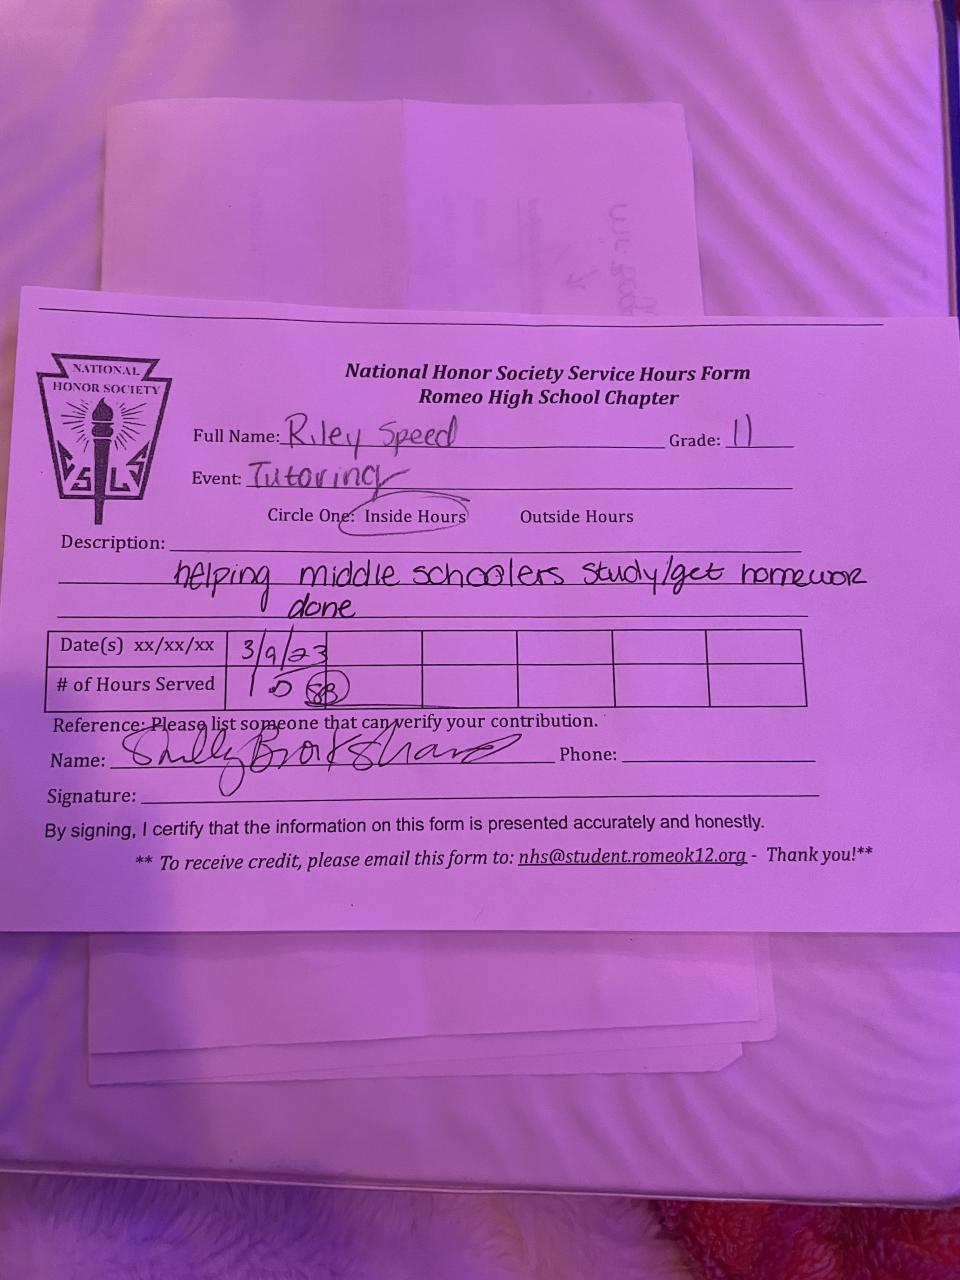 NATIONAL
HONOR SOCIETY
National Honor Society Service Hours Form
Romeo High School Chapter
Full Name: Riley Speed Grade: 11
Event: Tutoring
Circle One: Inside Hours Outside Hours
Description:
helping middle schoolers study/get homework
done
Date(s) xx/xx/xx 3/9/23
# of Hours Served 1 SB
Reference: Please list someone that can verify your contribution.
Name: Phone:
Signature:
By signing, I certify that the information on this form is presented accurately and honestly.
** To receive credit, please email this form to: nhs@student.romeok12.org - Thank you!**